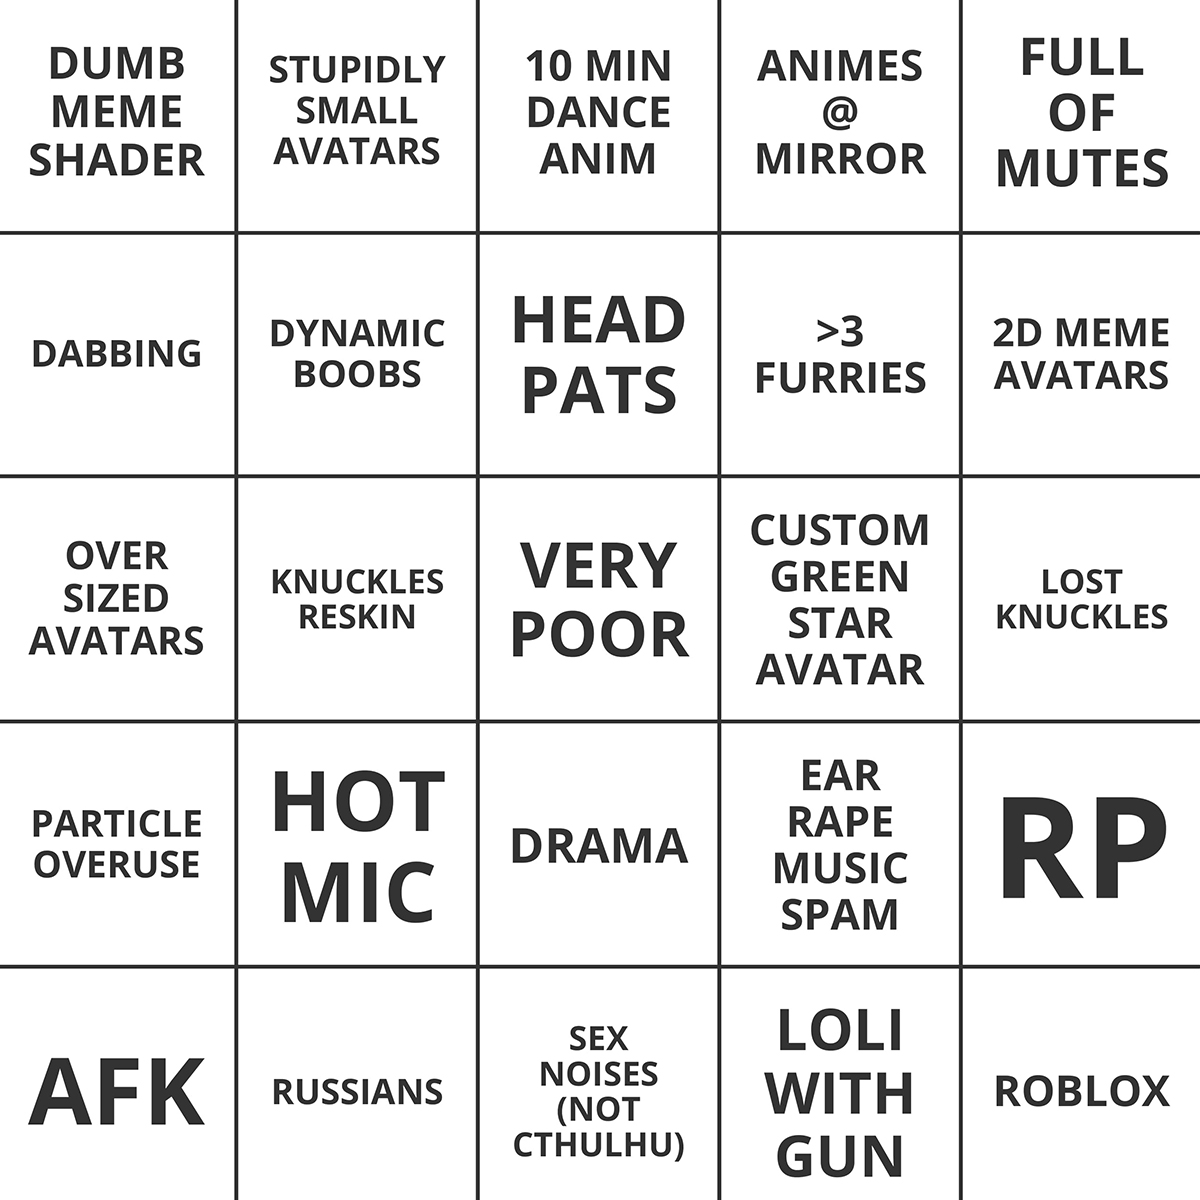 DUMB
MEME
SHADER
STUPIDLY
SMALL
AVATARS
10 MIN
DANCE
ANIM
ANIMES
@
MIRROR
FULL
OF
MUTES
DABBING
DYNAMIC
BOOBS
HEAD
PATS
>3
FURRIES
2D MEME
AVATARS
OVER
SIZED
AVATARS
KNUCKLES
RESKIN
VERY
POOR
CUSTOM
GREEN
STAR
AVATAR
LOST
KNUCKLES
PARTICLE
OVERUSE
HOT
MIC
DRAMA
EAR
RAPE
MUSIC
SPAM
RP
AFK
RUSSIANS
SEX
NOISES
(NOT
CTHULHU)
LOLI
WITH
GUN
ROBLOX